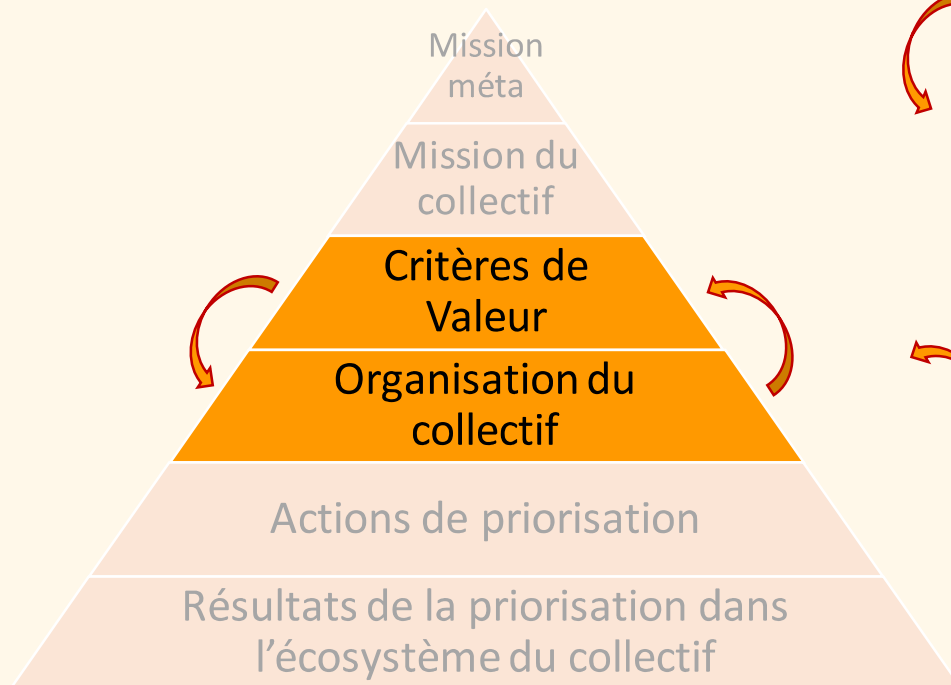 Mission
méta
Mission du
collectif
Critères de
Valeur
Organisation du
collectif
Actions de priorisation
Résultats de la priorisation dans
l’écosystème du collectif